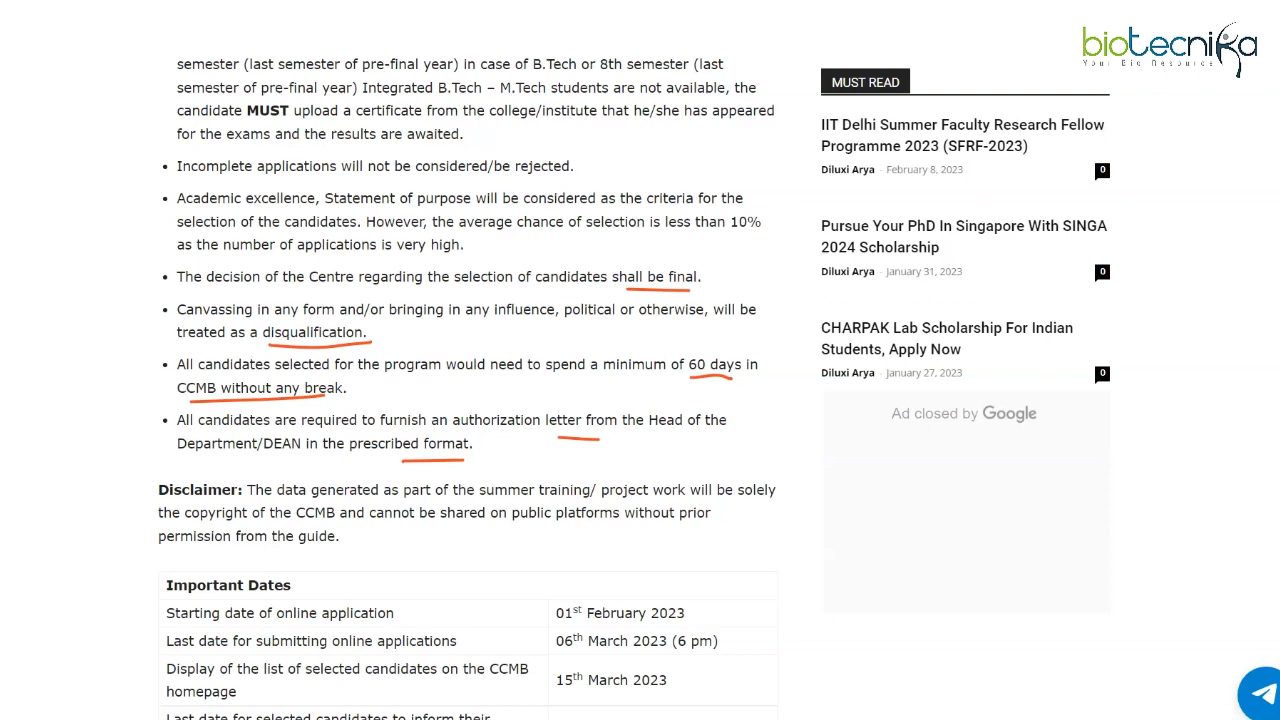 biotecnika
Your Bio Resource
semester (last semester of pre-final year) in case of B.Tech or 8th semester (last
semester of pre-final year) Integrated B.Tech – M.Tech students are not available, the
candidate MUST upload a certificate from the college/institute that he/she has appeared
for the exams and the results are awaited.
• Incomplete applications will not be considered/be rejected.
• Academic excellence, Statement of purpose will be considered as the criteria for the
selection of the candidates. However, the average chance of selection is less than 10%
as the number of applications is very high.
• The decision of the Centre regarding the selection of candidates shall be final.
• Canvassing in any form and/or bringing in any influence, political or otherwise, will be
treated as a disqualification.
• All candidates selected for the program would need to spend a minimum of 60 days in
CCMB without any break.
• All candidates are required to furnish an authorization letter from the Head of the
Department/DEAN in the prescribed format.
Disclaimer: The data generated as part of the summer training/ project work will be solely
the copyright of the CCMB and cannot be shared on public platforms without prior
permission from the guide.
Important Dates
Starting date of online application 01st February 2023
Last date for submitting online applications 06th March 2023 (6 pm)
Display of the list of selected candidates on the CCMB
homepage 15th March 2023
Last date for selected candidates to inform their
MUST READ
IIT Delhi Summer Faculty Research Fellow
Programme 2023 (SFRF-2023)
Diluxi Arya - February 8, 2023 0
Pursue Your PhD In Singapore With SINGA
2024 Scholarship
Diluxi Arya - January 31, 2023 0
CHARPAK Lab Scholarship For Indian
Students, Apply Now
Diluxi Arya - January 27, 2023 0
Ad closed by Google